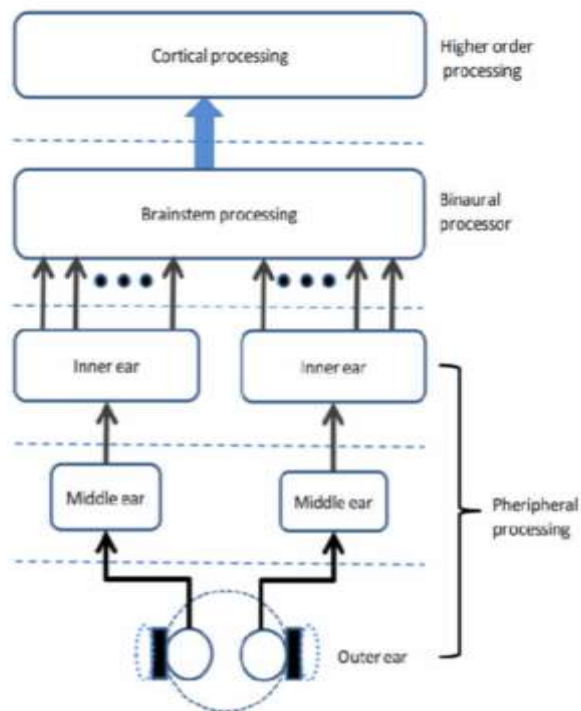 Cortical processing
Higher order
processing
Brainstem processing
Binaural
processor
Inner ear
Inner ear
Middle ear
Middle ear
Pheripheral
processing
Outer ear